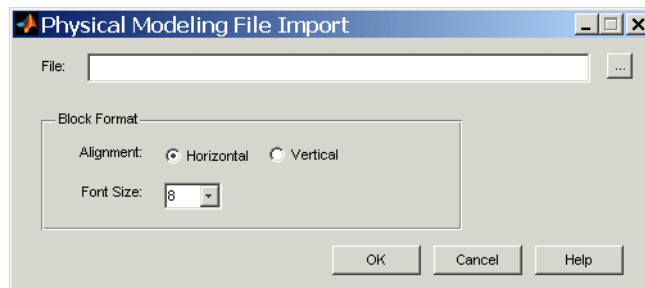 Physical Modeling File Import
File: ...
Block Format
Alignment: Horizontal Vertical
Font Size: 8
OK Cancel Help